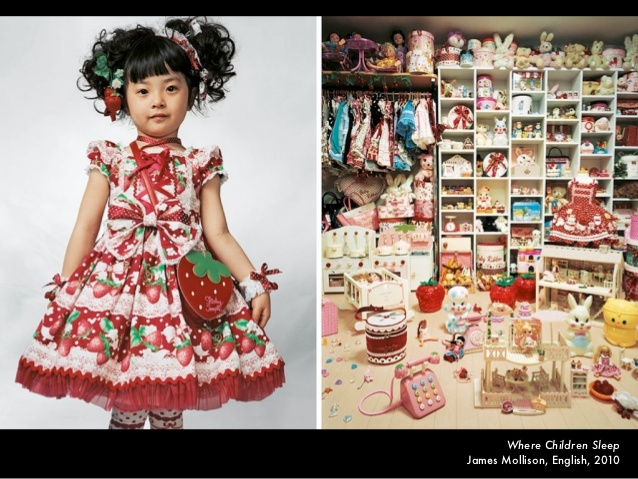 Where Children Sleep
James Mollison, English, 2010